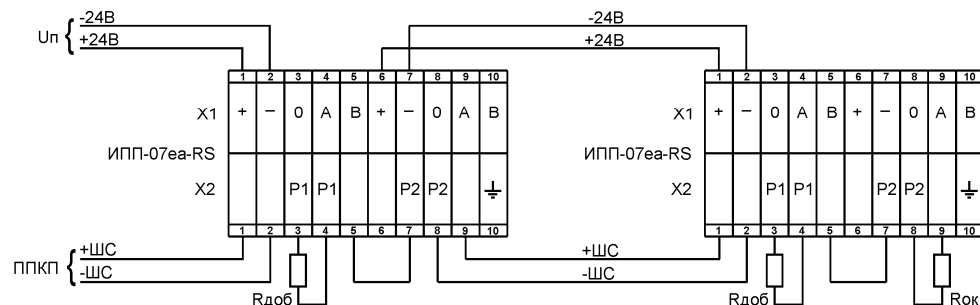 -24В -24В
Uп +24В +24В
1 2 3 4 5 6 7 8 9 10 1 2 3 4 5 6 7 8 9 10
X1 + − 0 A B + − 0 A B X1 + − 0 A B + − 0 A B
ИПП-07еа-RS ИПП-07еа-RS
X2 P1 P1 P2 P2 X2 P1 P1 P2 P2
1 2 3 4 5 6 7 8 9 10 1 2 3 4 5 6 7 8 9 10
+ШС +ШС
ППКП -ШС -ШС
Rдоб Rдоб Rок